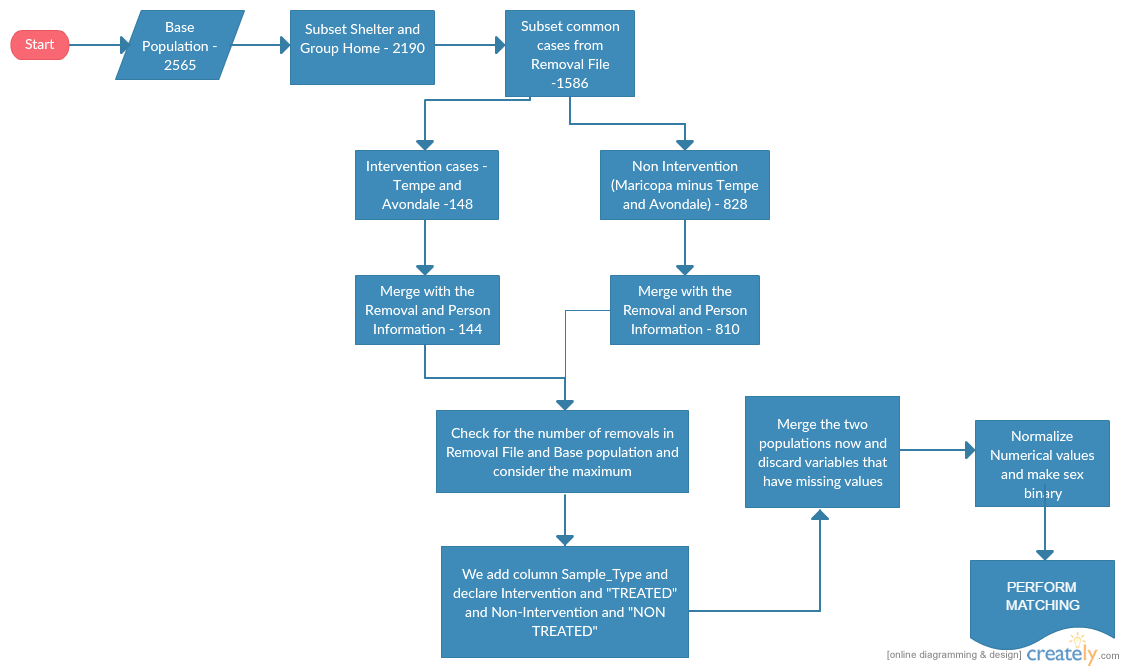 Start
Base
Population -
2565
Subset Shelter and
Group Home - 2190
Subset common
cases from
Removal File
-1586
Intervention cases -
Tempe and
Avondale -148
Non Intervention
(Maricopa minus Tempe
and Avondale) - 828
Merge with the
Removal and Person
Information - 144
Merge with the
Removal and Person
Information - 810
Check for the number of removals in
Removal File and Base population and
consider the maximum
We add column Sample_Type and
declare Intervention and "TREATED"
and Non-Intervention and "NON
TREATED"
Merge the two
populations now and
discard variables that
have missing values
Normalize
Numerical values
and make sex
binary
PERFORM
MATCHING
[online diagramming & design] creately.com